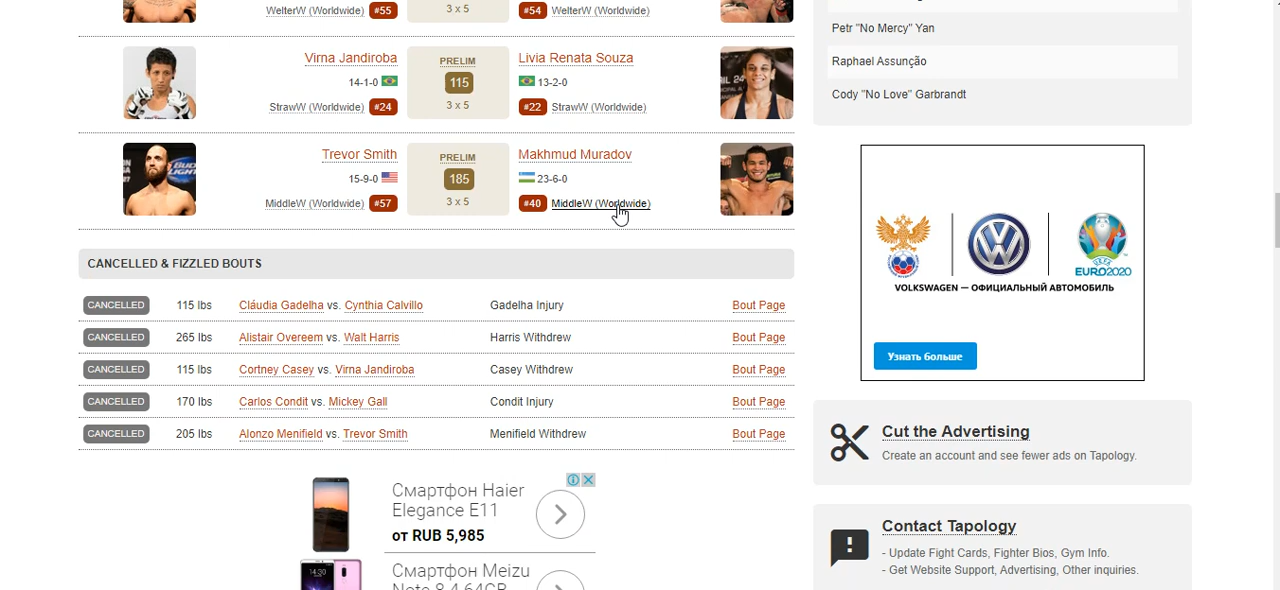 WelterW (Worldwide) #55
3 x 5
#54 WelterW (Worldwide)
Virna Jandiroba
14-1-0
StrawW (Worldwide) #24
PRELIM
115
3 x 5
Livia Renata Souza
13-2-0
#22 StrawW (Worldwide)
Trevor Smith
15-9-0
MiddleW (Worldwide) #57
PRELIM
185
3 x 5
Makhmud Muradov
23-6-0
#40 MiddleW (Worldwide)
CANCELLED & FIZZLED BOUTS
CANCELLED 115 lbs Cláudia Gadelha vs. Cynthia Calvillo Gadelha Injury Bout Page
CANCELLED 265 lbs Alistair Overeem vs. Walt Harris Harris Withdrew Bout Page
CANCELLED 115 lbs Cortney Casey vs. Virna Jandiroba Casey Withdrew Bout Page
CANCELLED 170 lbs Carlos Condit vs. Mickey Gall Condit Injury Bout Page
CANCELLED 205 lbs Alonzo Menifield vs. Trevor Smith Menifield Withdrew Bout Page
Смартфон Haier
Elegance E11
от RUB 5,985
14:30
Смартфон Meizu
Note 8 4 64GB
Petr "No Mercy" Yan
Raphael Assunção
Cody "No Love" Garbrandt
UEFA
EURO2020
VOLKSWAGEN — ОФИЦИАЛЬНЫЙ АВТОМОБИЛЬ
Узнать больше
Cut the Advertising
Create an account and see fewer ads on Tapology.
Contact Tapology
- Update Fight Cards, Fighter Bios, Gym Info.
- Get Website Support, Advertising, Other inquiries.